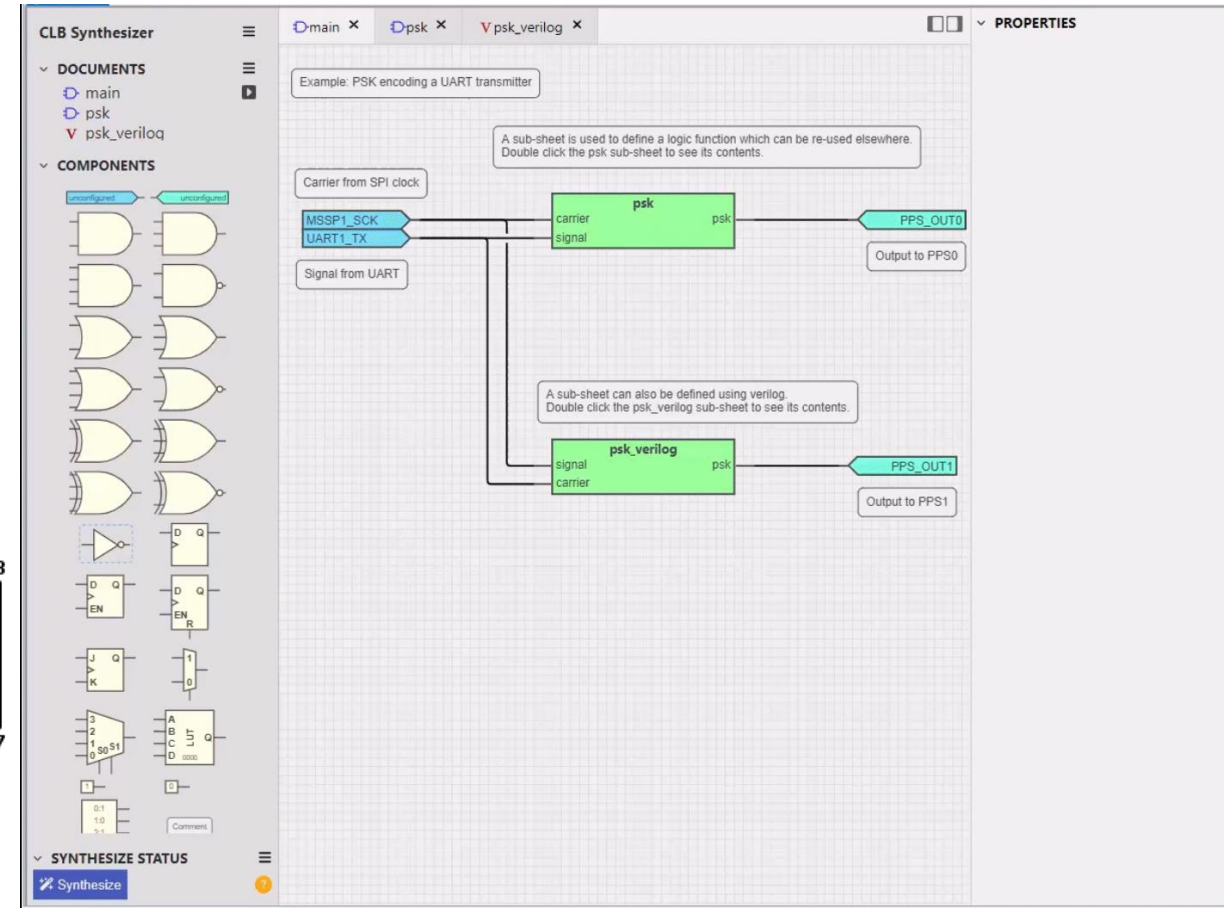 CLB Synthesizer
DOCUMENTS
main
psk
psk_verilog
COMPONENTS
unconfigured
unconfigured
D Q
D Q
EN
D Q
EN
R
J Q
K
1
0
3
2
1
0
S0 S1
A
B
C
D
LUT
Q
0000
1
0
0:1
1:0
Comment
SYNTHESIZE STATUS
Synthesize
?
main
psk
V psk_verilog
Example: PSK encoding a UART transmitter
A sub-sheet is used to define a logic function which can be re-used elsewhere.
Double click the psk sub-sheet to see its contents.
Carrier from SPI clock
MSSP1_SCK
UART1_TX
Signal from UART
psk
carrier
signal
psk
PPS_OUT0
Output to PPS0
A sub-sheet can also be defined using verilog.
Double click the psk_verilog sub-sheet to see its contents.
psk_verilog
signal
carrier
psk
PPS_OUT1
Output to PPS1
PROPERTIES